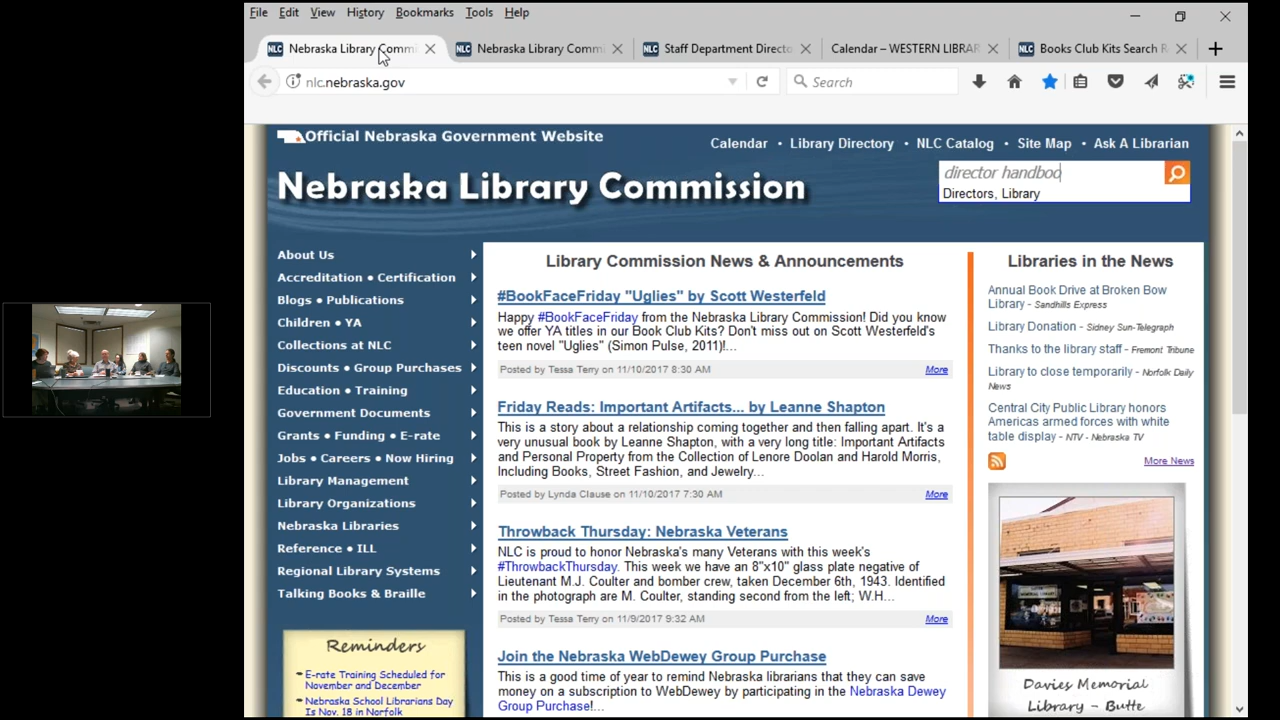 File Edit View History Bookmarks Tools Help
Nebraska Library Commi
Nebraska Library Commi
Staff Department Directo
Calendar – WESTERN LIBRAR
Books Club Kits Search R
nlc.nebraska.gov
Search
Official Nebraska Government Website
Calendar • Library Directory • NLC Catalog • Site Map • Ask A Librarian
Nebraska Library Commission
director handboo
Directors, Library
About Us
Accreditation • Certification
Blogs • Publications
Children • YA
Collections at NLC
Discounts • Group Purchases
Education • Training
Government Documents
Grants • Funding • E-rate
Jobs • Careers • Now Hiring
Library Management
Library Organizations
Nebraska Libraries
Reference • ILL
Regional Library Systems
Talking Books & Braille
Reminders
E-rate Training Scheduled for
November and December
Nebraska School Librarians Day
Is Nov. 18 in Norfolk
Library Commission News & Announcements
#BookFaceFriday "Uglies" by Scott Westerfeld
Happy #BookFaceFriday from the Nebraska Library Commission! Did you
know we offer YA titles in our Book Club Kits? Don't miss out on Scott Westerfeld's
teen novel "Uglies" (Simon Pulse, 2011)!...
Posted by Tessa Terry on 11/10/2017 8:30 AM
More
Friday Reads: Important Artifacts... by Leanne Shapton
This is a story about a relationship coming together and then falling apart. It's a
very unusual book by Leanne Shapton, with a very long title: Important Artifacts
and Personal Property from the Collection of Lenore Doolan and Harold Morris,
Including Books, Street Fashion, and Jewelry...
Posted by Lynda Clause on 11/10/2017 7:30 AM
More
Throwback Thursday: Nebraska Veterans
NLC is proud to honor Nebraska's many Veterans with this week's
#ThrowbackThursday. This week we have an 8"x10" glass plate negative of
Lieutenant M.J. Coulter and bomber crew, taken December 6th, 1943. Identified
in the photograph are M. Coulter, standing second from the left; W.H...
Posted by Tessa Terry on 11/9/2017 9:32 AM
More
Join the Nebraska WebDewey Group Purchase
This is a good time of year to remind Nebraska librarians that they can save
money on a subscription to WebDewey by participating in the Nebraska Dewey
Group Purchase!...
Libraries in the News
Annual Book Drive at Broken Bow
Library - Sandhills Express
Library Donation - Sidney Sun-Telegraph
Thanks to the library staff - Fremont Tribune
Library to close temporarily - Norfolk Daily
News
Central City Public Library honors
Americas armed forces with white
table display - NTV - Nebraska TV
More News
Davies Memorial
Library - Butte